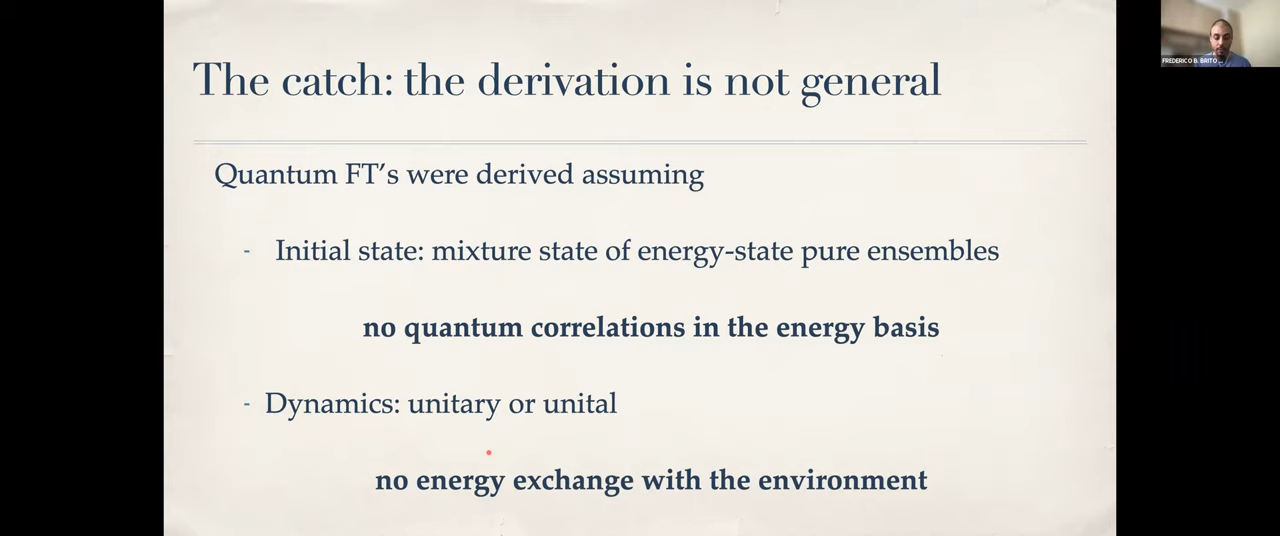 The catch: the derivation is not general
FREDERICO B. BRITO
Quantum FT's were derived assuming
- Initial state: mixture state of energy-state pure ensembles
no quantum correlations in the energy basis
- Dynamics: unitary or unital
no energy exchange with the environment